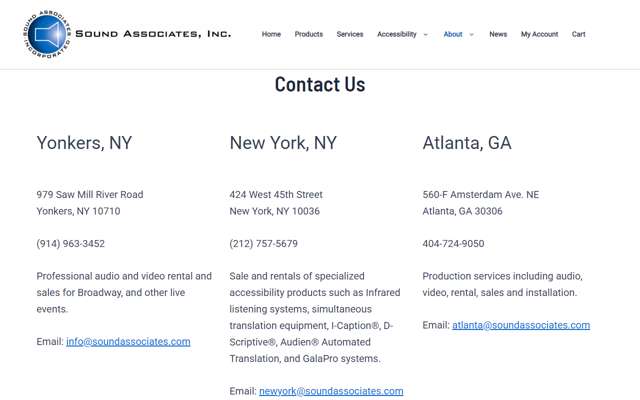 SOUND ASSOCIATES
INCORPORATED
SOUND ASSOCIATES, INC.
Home Products Services Accessibility About News My Account Cart
Contact Us
Yonkers, NY
979 Saw Mill River Road
Yonkers, NY 10710
(914) 963-3452
Professional audio and video rental and
sales for Broadway, and other live
events.
Email: info@soundassociates.com
New York, NY
424 West 45th Street
New York, NY 10036
(212) 757-5679
Sale and rentals of specialized
accessibility products such as Infrared
listening systems, simultaneous
translation equipment, I-Caption®, D-
Scriptive®, Audien® Automated
Translation, and GalaPro systems.
Email: newyork@soundassociates.com
Atlanta, GA
560-F Amsterdam Ave. NE
Atlanta, GA 30306
404-724-9050
Production services including audio,
video, rental, sales and installation.
Email: atlanta@soundassociates.com